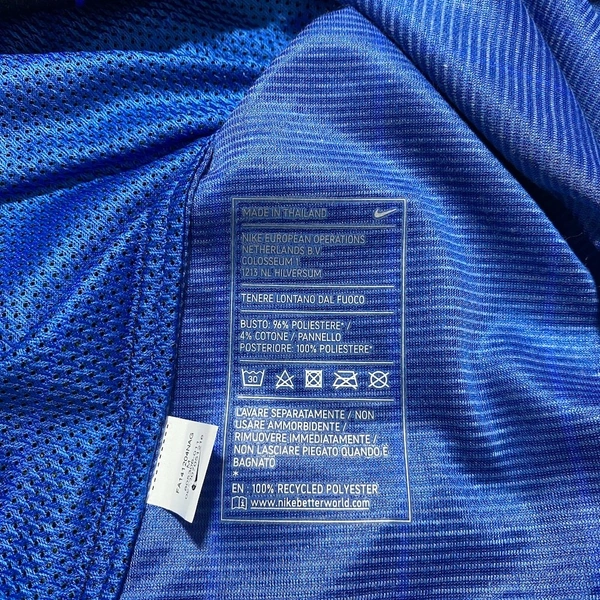 MADE IN THAILAND
NIKE EUROPEAN OPERATIONS
NETHERLANDS B.V.
COLOSSEUM 1
1213 NL HILVERSUM
TENERE LONTANO DAL FUOCO
BUSTO: 96% POLIESTERE* /
4% COTONE / PANNELLO
POSTERIORE: 100% POLIESTERE*
30
LAVARE SEPARATAMENTE / NON
USARE AMMORBIDENTE /
RIMUOVERE IMMEDIATAMENTE /
NON LASCIARE PIEGATO QUANDO È
BAGNATO
*
EN 100% RECYCLED POLYESTER
www.nikebetterworld.com
FA141204NAG